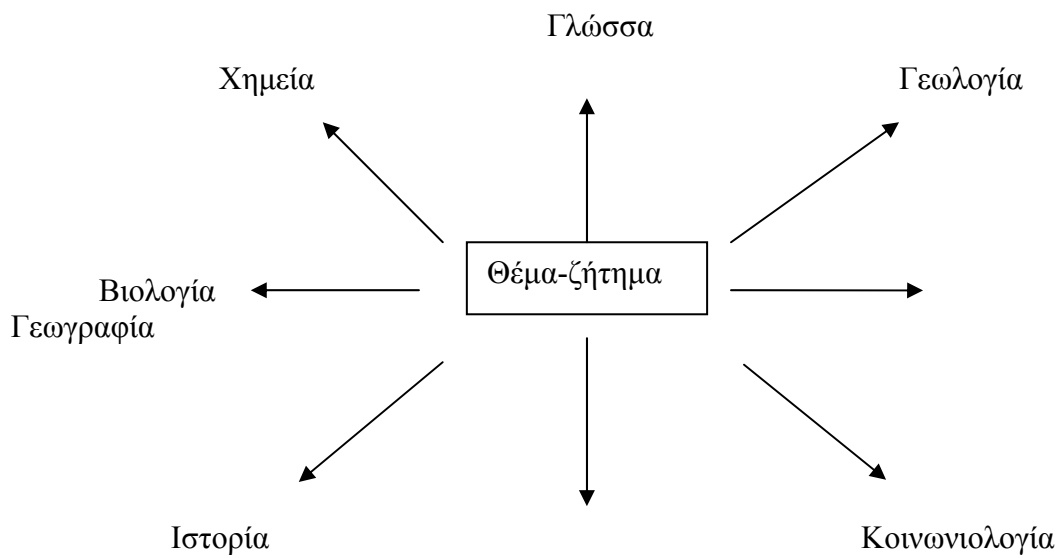 Γλώσσα
Χημεία Γεωλογία
Θέμα-ζήτημα
Βιολογία
Γεωγραφία
Ιστορία Κοινωνιολογία